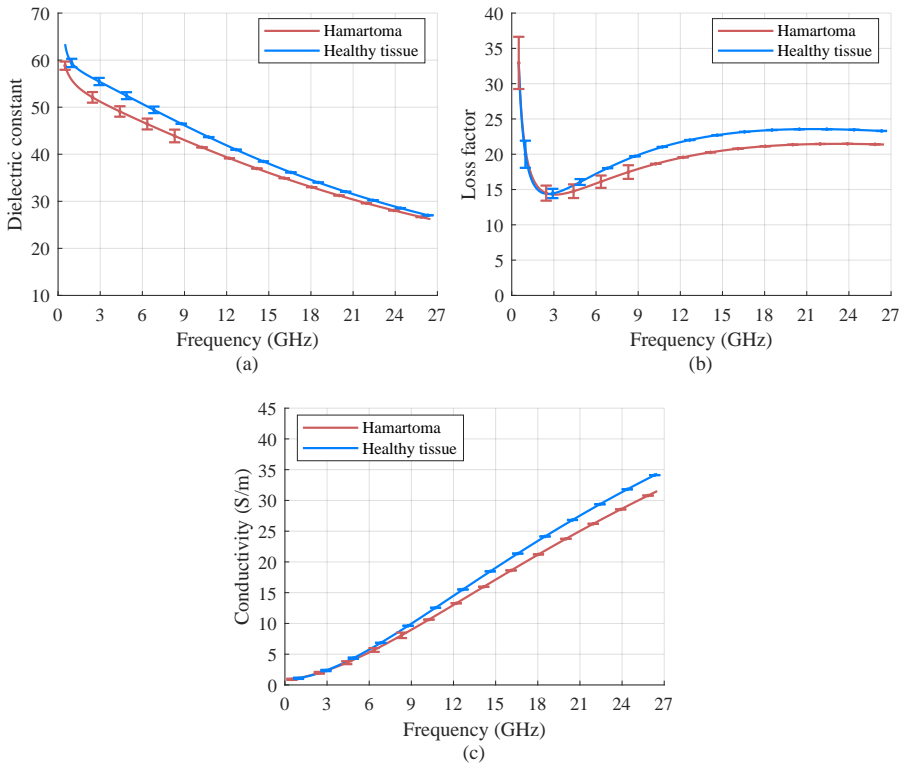 70
60
50
40
30
20
10
Dielectric constant
Hamartoma
Healthy tissue
0 3 6 9 12 15 18 21 24 27
Frequency (GHz)
(a)
40
35
30
25
20
15
10
5
0
Loss factor
Hamartoma
Healthy tissue
0 3 6 9 12 15 18 21 24 27
Frequency (GHz)
(b)
45
40
35
30
25
20
15
10
5
0
Conductivity (S/m)
Hamartoma
Healthy tissue
0 3 6 9 12 15 18 21 24 27
Frequency (GHz)
(c)